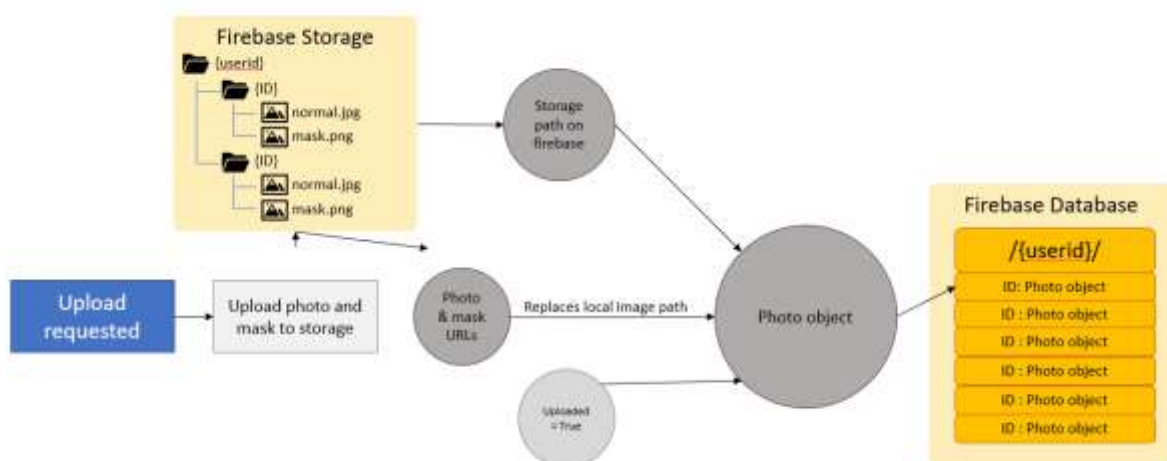 Firebase Storage
{userid}
{ID}
normal.jpg
mask.png
{ID}
normal.jpg
mask.png
Storage
path on
firebase
Upload
requested
Upload photo and
mask to storage
Photo
& mask
URLs
Replaces local image path
Uploaded
= True
Photo object
Firebase Database
/{userid}/
ID: Photo object
ID : Photo object
ID : Photo object
ID : Photo object
ID : Photo object
ID : Photo object